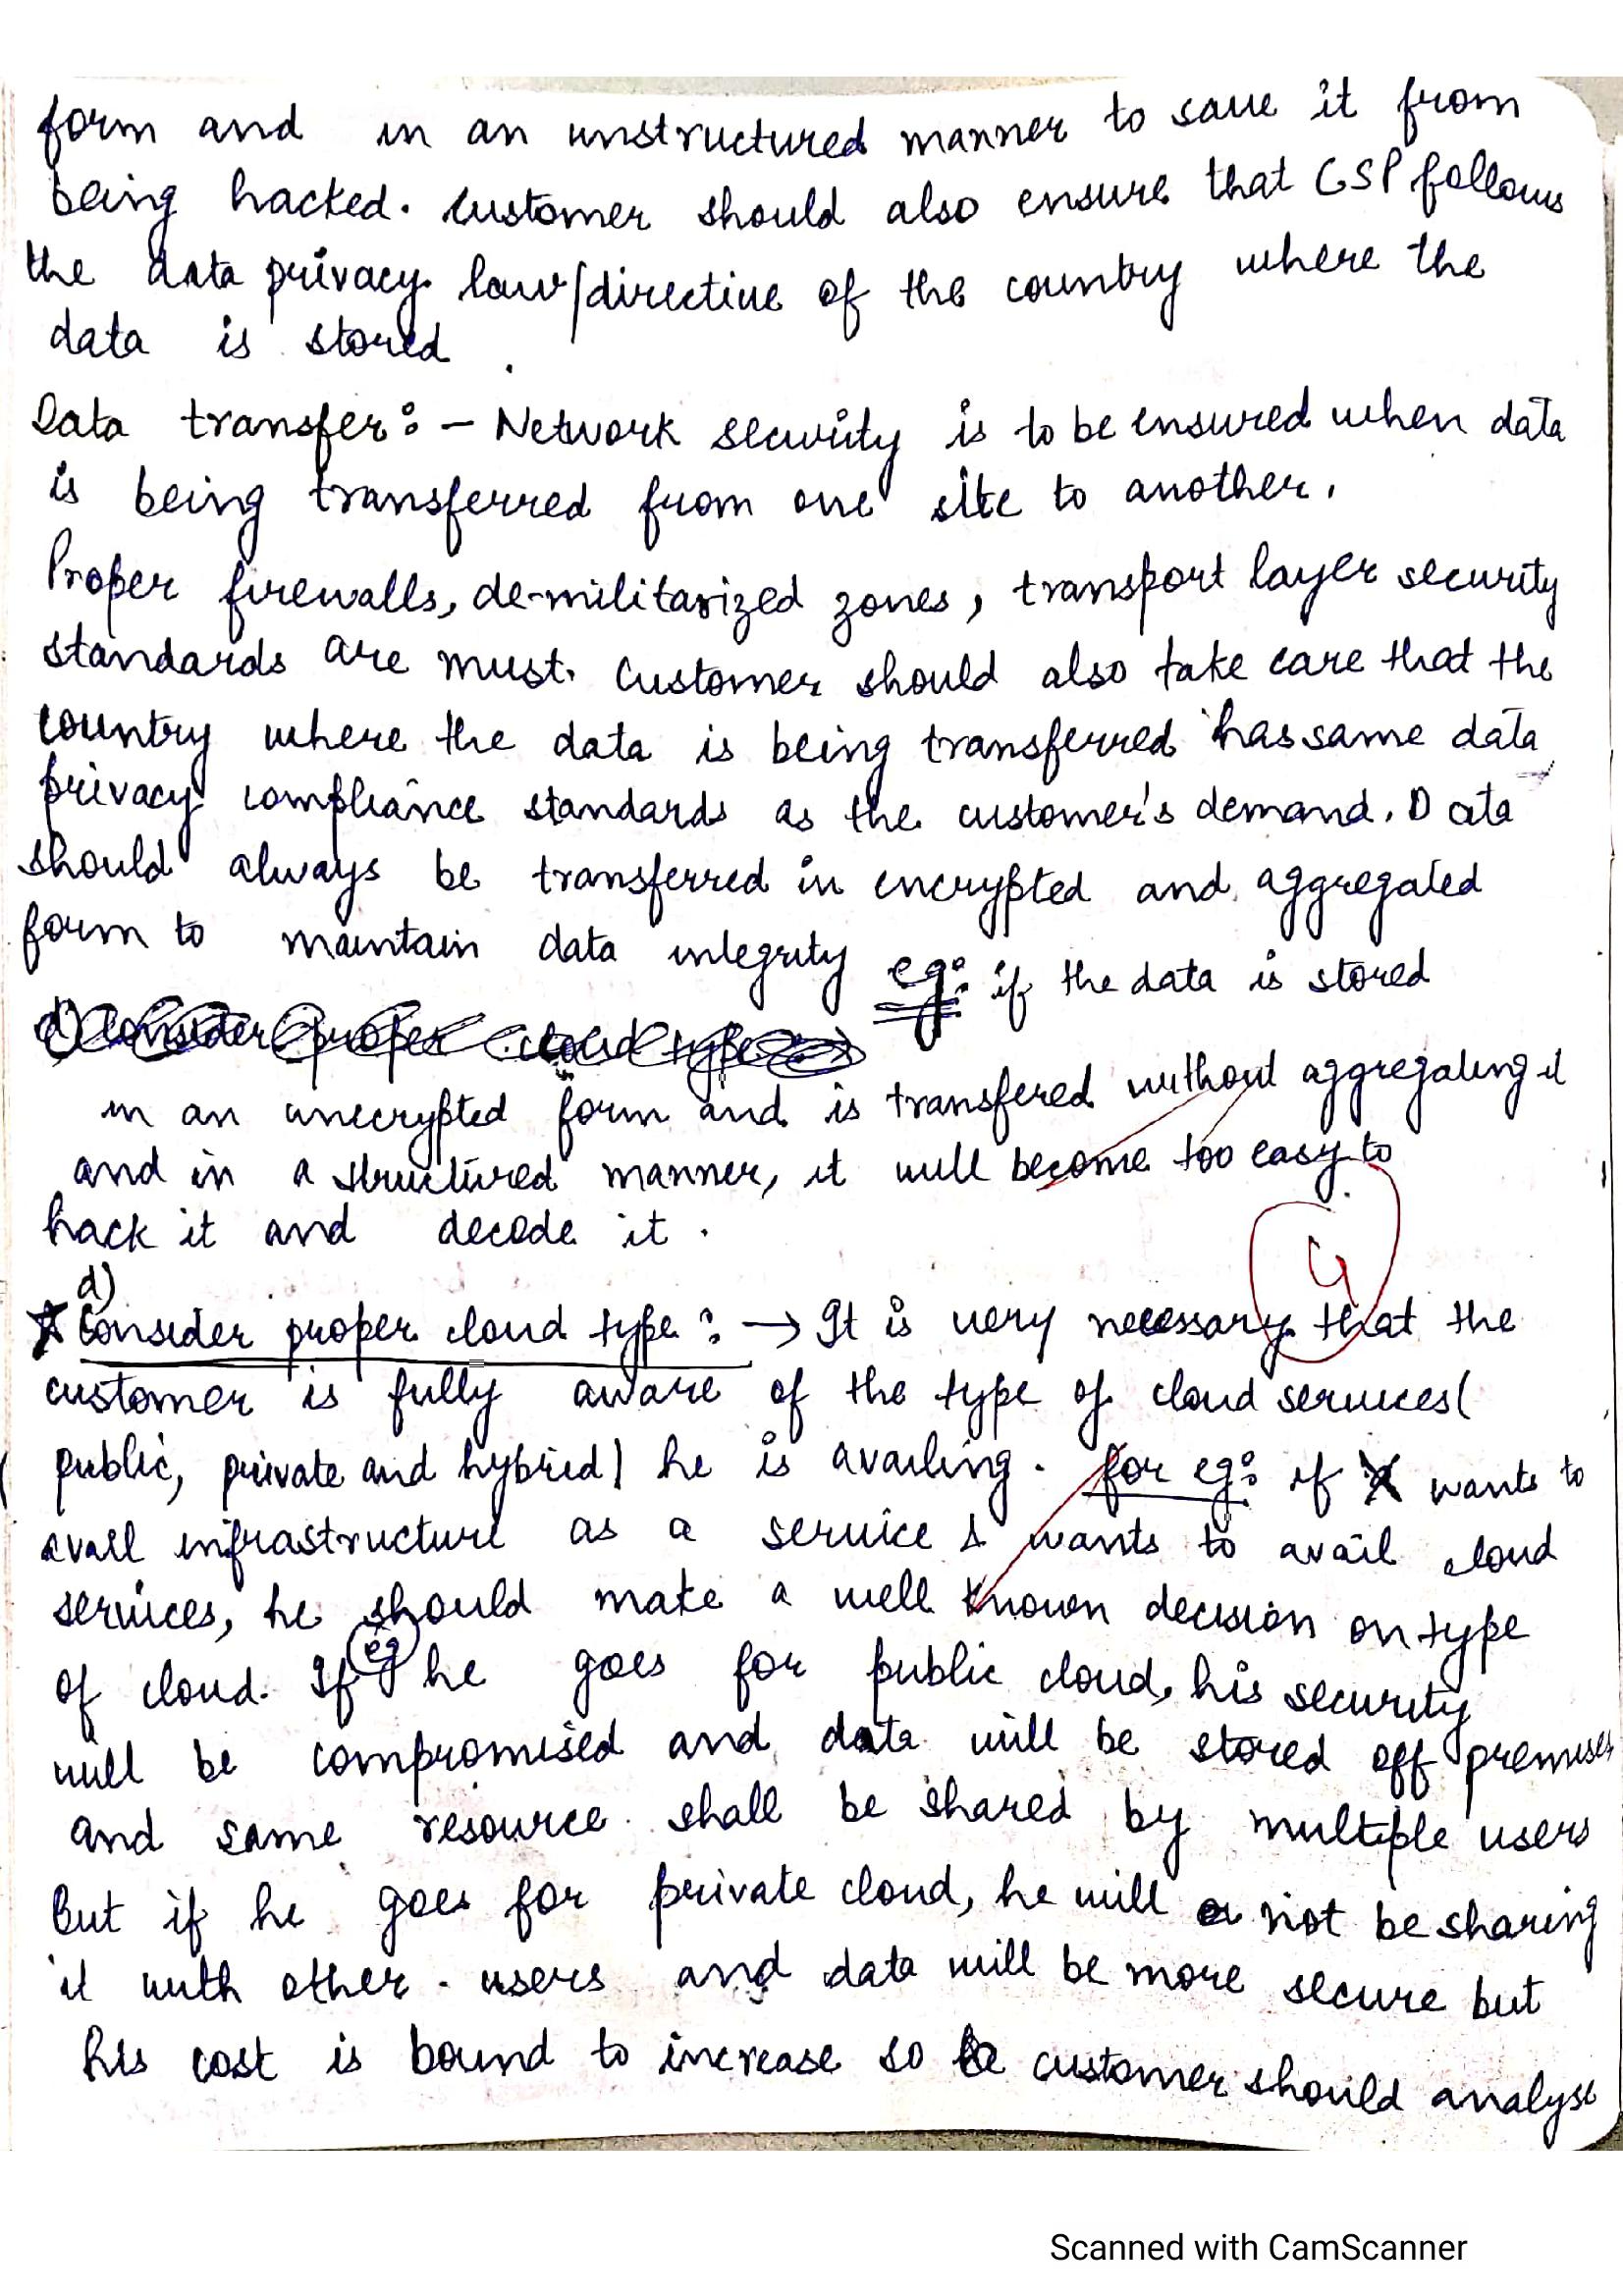 form and in an unstructured manner to save it from
being hacked. Customer should also ensure that CSP follows
the data privacy law/directive of the country where the
data is stored.
Data transfer:- Network security is to be ensured when data
is being transferred from one site to another.
Proper firewalls, de-militarized zones, transport layer security
standards are must. Customer should also take care that the
country where the data is being transferred has same data
privacy compliance standards as the customer's demand. Data
should always be transferred in encrypted and aggregated
form to maintain data integrity eg: if the data is stored
d) Consider proper cloud type
in an unecrypted form and is transfered without aggregating it
and in a structured manner, it will become too easy to
hack it and decode it.
4
d)
* Consider proper cloud type: → It is very necessary that the
customer is fully aware of the type of cloud services(
public, private and hybrid) he is availing. for eg: if X wants to
avail infrastructure as a service & wants to avail cloud
services, he should make a well known decision on type
of cloud. If eg he goes for public cloud, his security
will be compromised and data will be stored off premises
and same resource shall be shared by multiple users
But if he goes for private cloud, he will not be sharing
it with other users and data will be more secure but
his cost is bound to increase so customer should analyse
Scanned with CamScanner